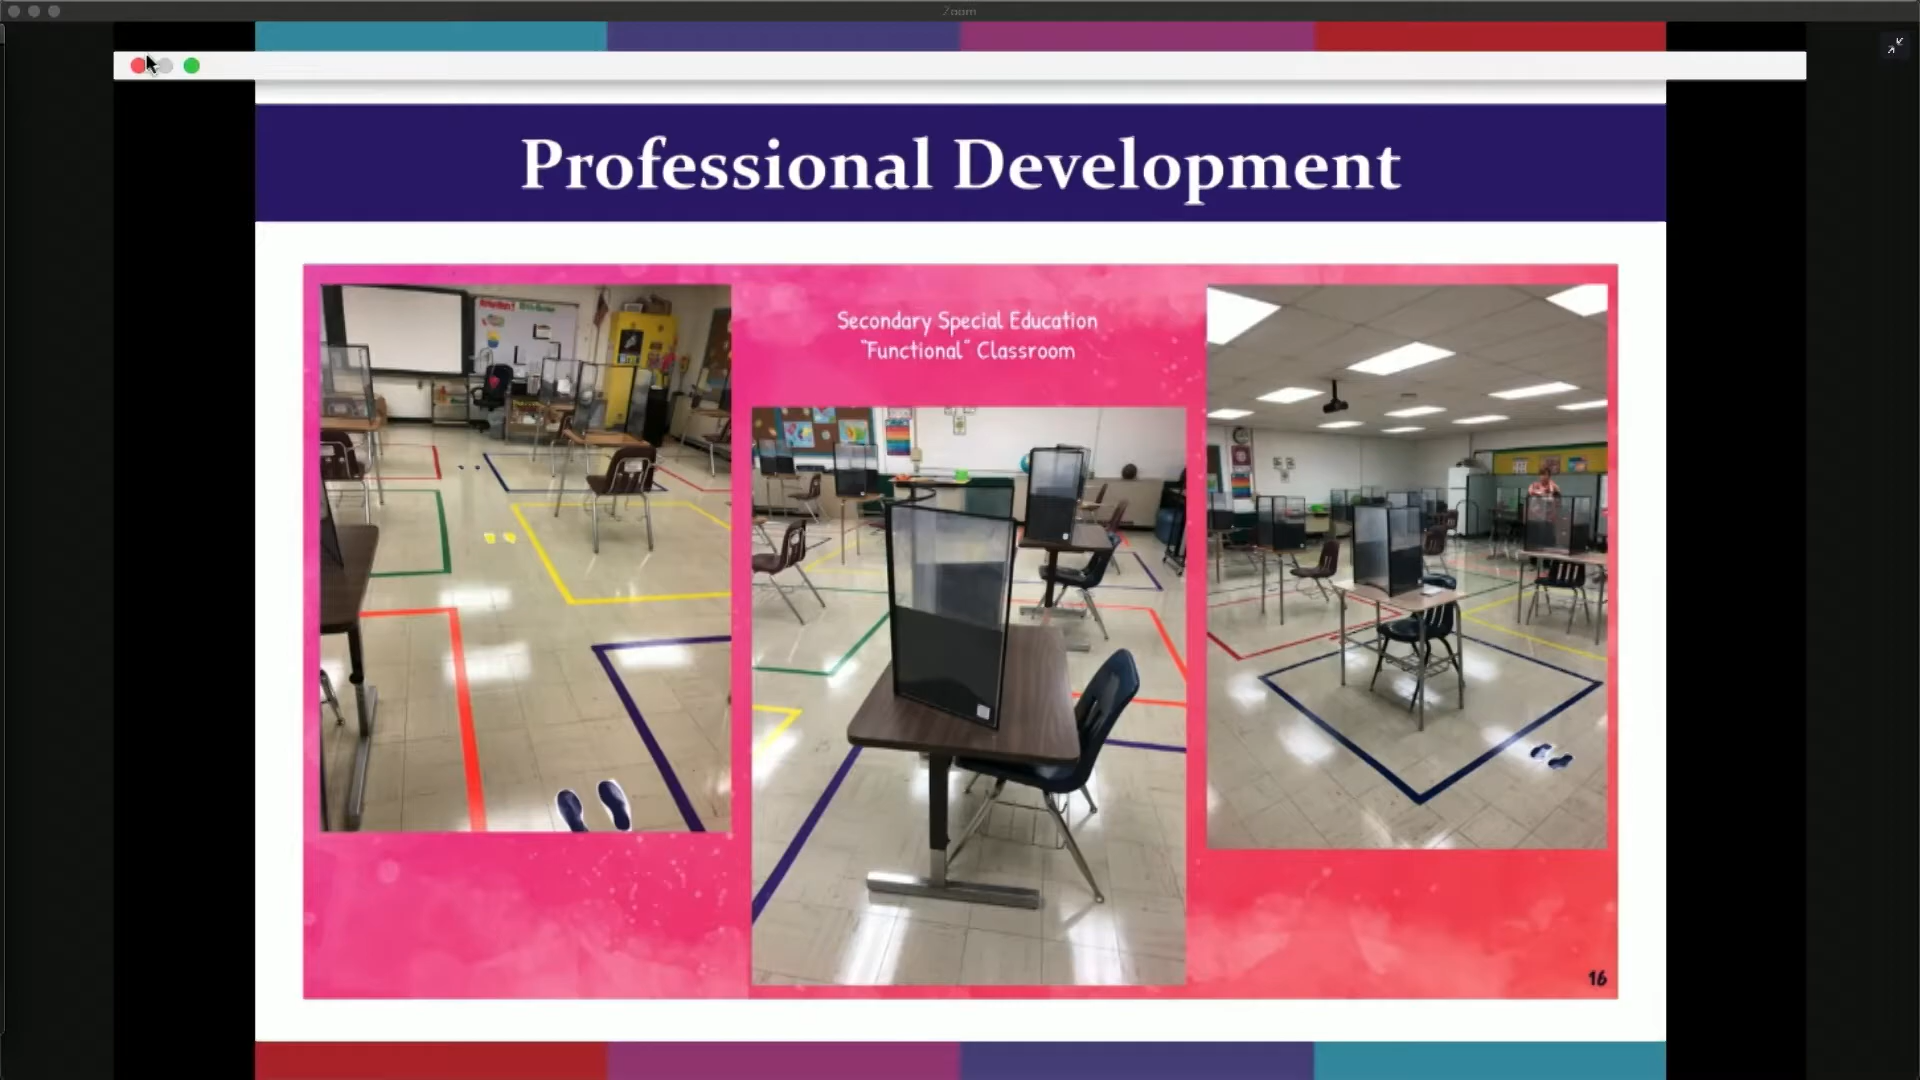 Zoom
Professional Development
Secondary Special Education
"Functional" Classroom
16